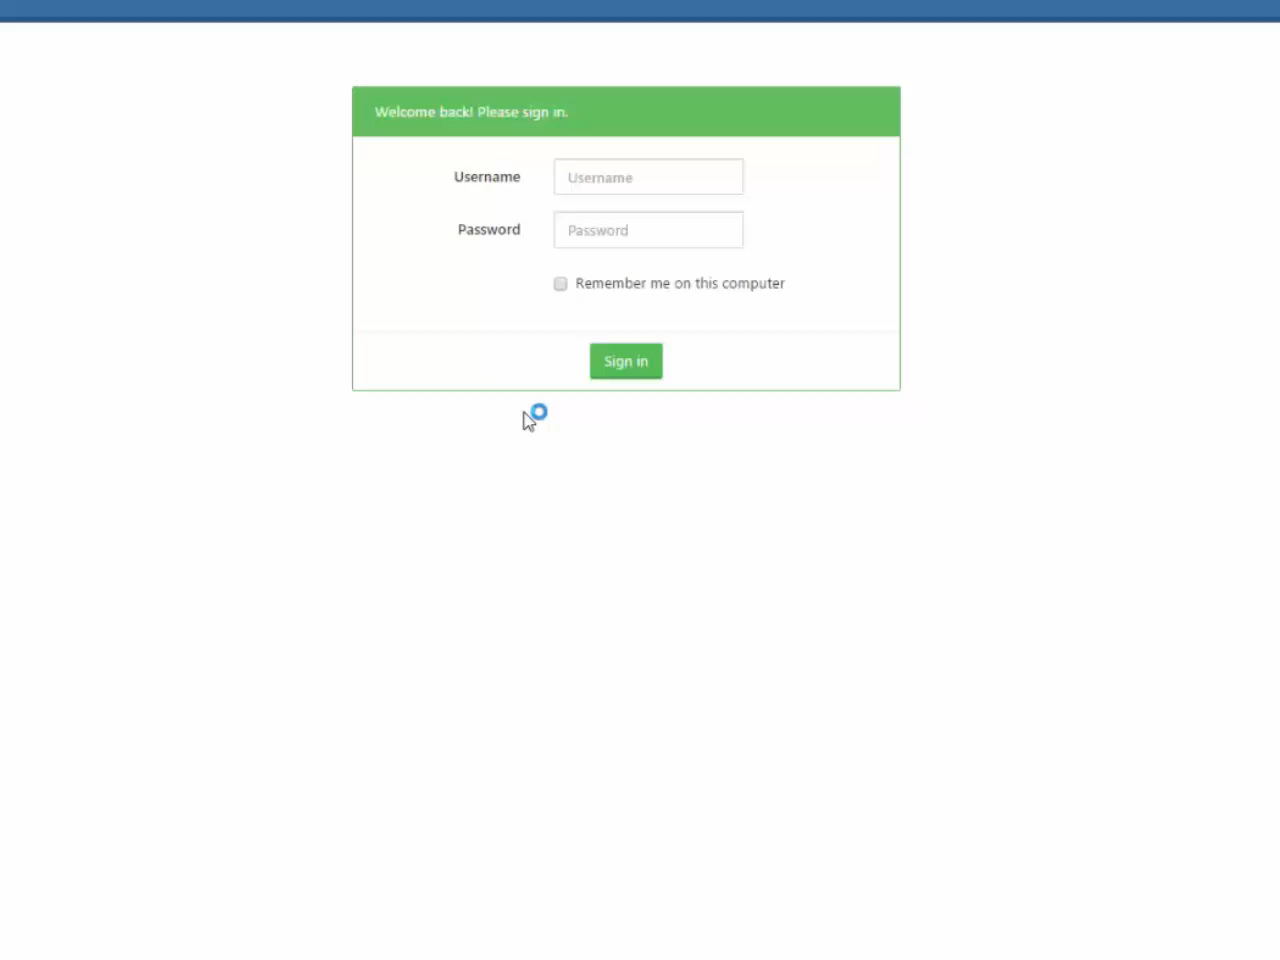 Welcome back! Please sign in.
Username
Username
Password
Password
Remember me on this computer
Sign in